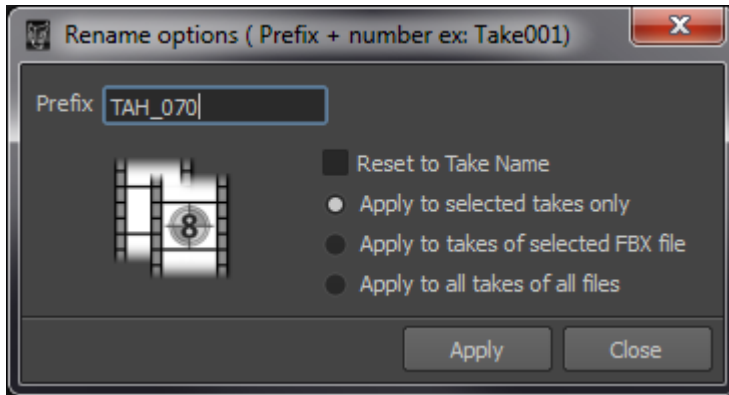 Rename options ( Prefix + number ex: Take001)
Prefix TAH_070
8
Reset to Take Name
Apply to selected takes only
Apply to takes of selected FBX file
Apply to all takes of all files
Apply Close